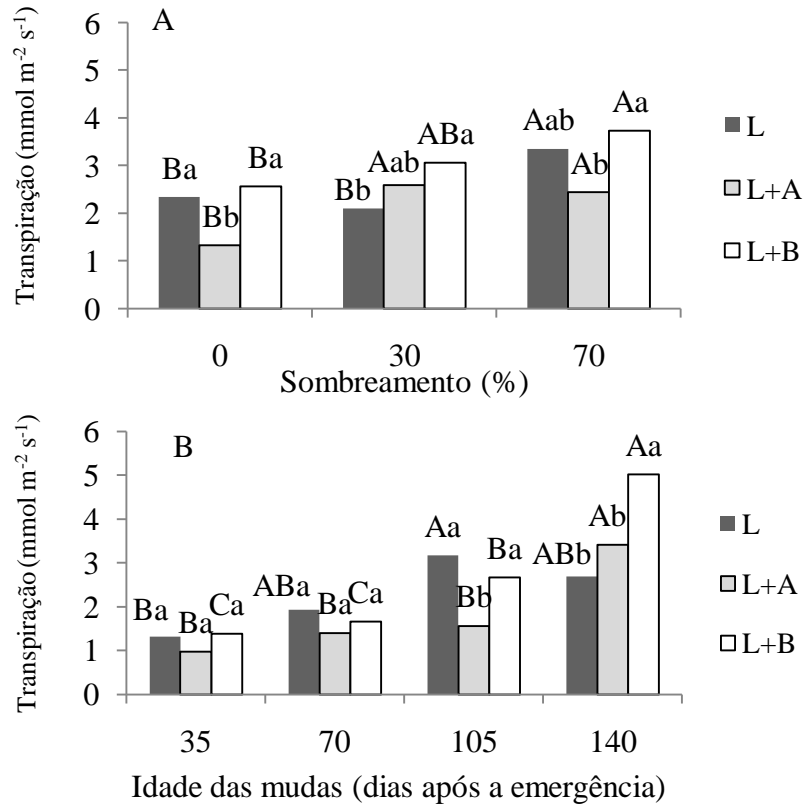 A
Transpiração (mmol m⁻² s⁻¹)
6
5
4
3
2
1
0
Ba
Bb
Ba
Bb
Aab
ABa
Aab
Ab
Aa
0
30
70
Sombreamento (%)
L
L+A
L+B
B
Transpiração (mmol m⁻² s⁻¹)
6
5
4
3
2
1
0
Ba
Ba
Ca
ABa
Ba
Ca
Aa
Bb
Ba
ABb
Ab
Aa
35
70
105
140
Idade das mudas (dias após a emergência)
L
L+A
L+B